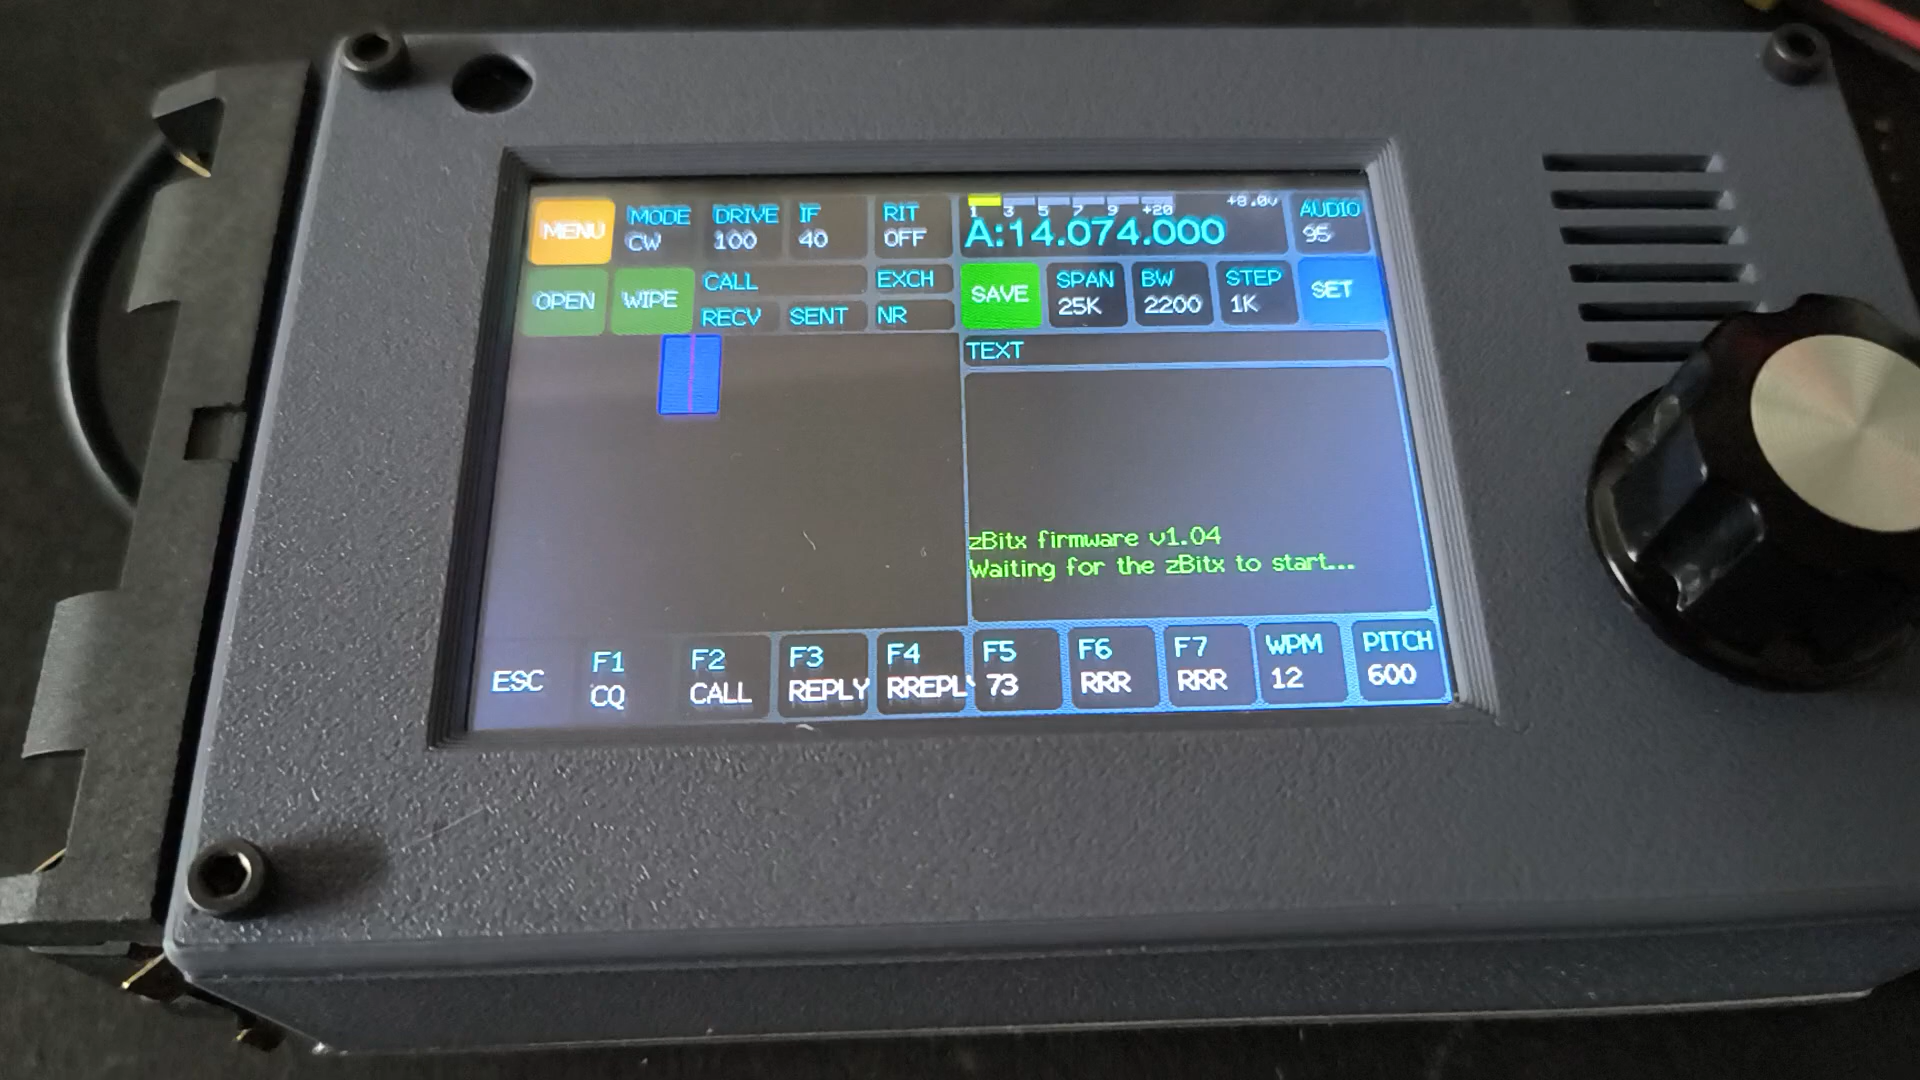 MENU
MODE DRIVE IF RIT
CW 100 40 OFF
1 3 5 7 9 +20 +8.0v
A:14.074.000
AUDIO
95
OPEN WIPE CALL EXCH
RECV SENT NR
SAVE SPAN BW STEP SET
25K 2200 1K
TEXT
zBitx firmware v1.04
Waiting for the zBitx to start...
ESC F1 F2 F3 F4 F5 F6 F7 WPM PITCH
CQ CALL REPLY RREPLY 73 RRR RRR 12 600